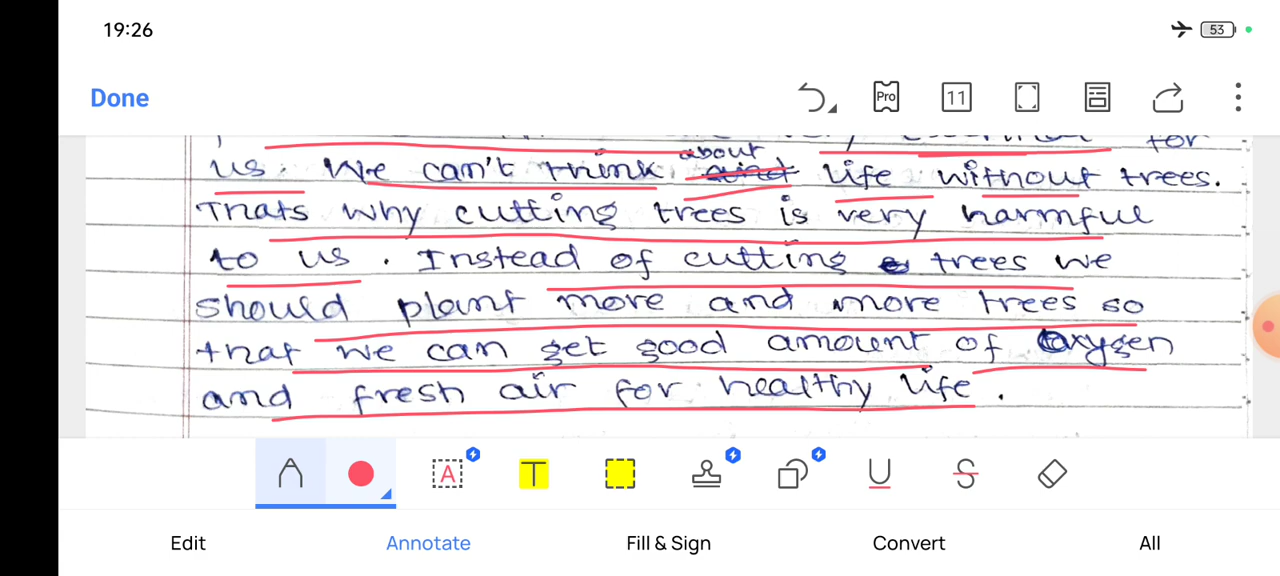 19:26
53
Done
Pro
11
for
us. We can't think about life without trees.
Thats why cutting trees is very harmful
to us. Instead of cutting trees we
should plant more and more trees so
that we can get good amount of Oxygen
and fresh air for healthy life.
A
T
U
S
Edit
Annotate
Fill & Sign
Convert
All